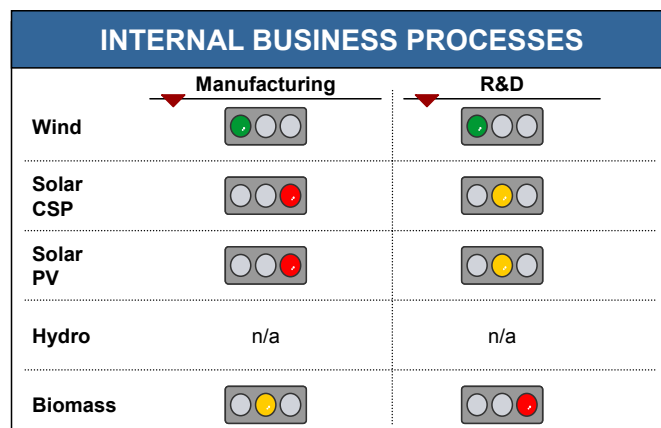 INTERNAL BUSINESS PROCESSES
Manufacturing R&D
Wind
Solar
CSP
Solar
PV
Hydro n/a n/a
Biomass